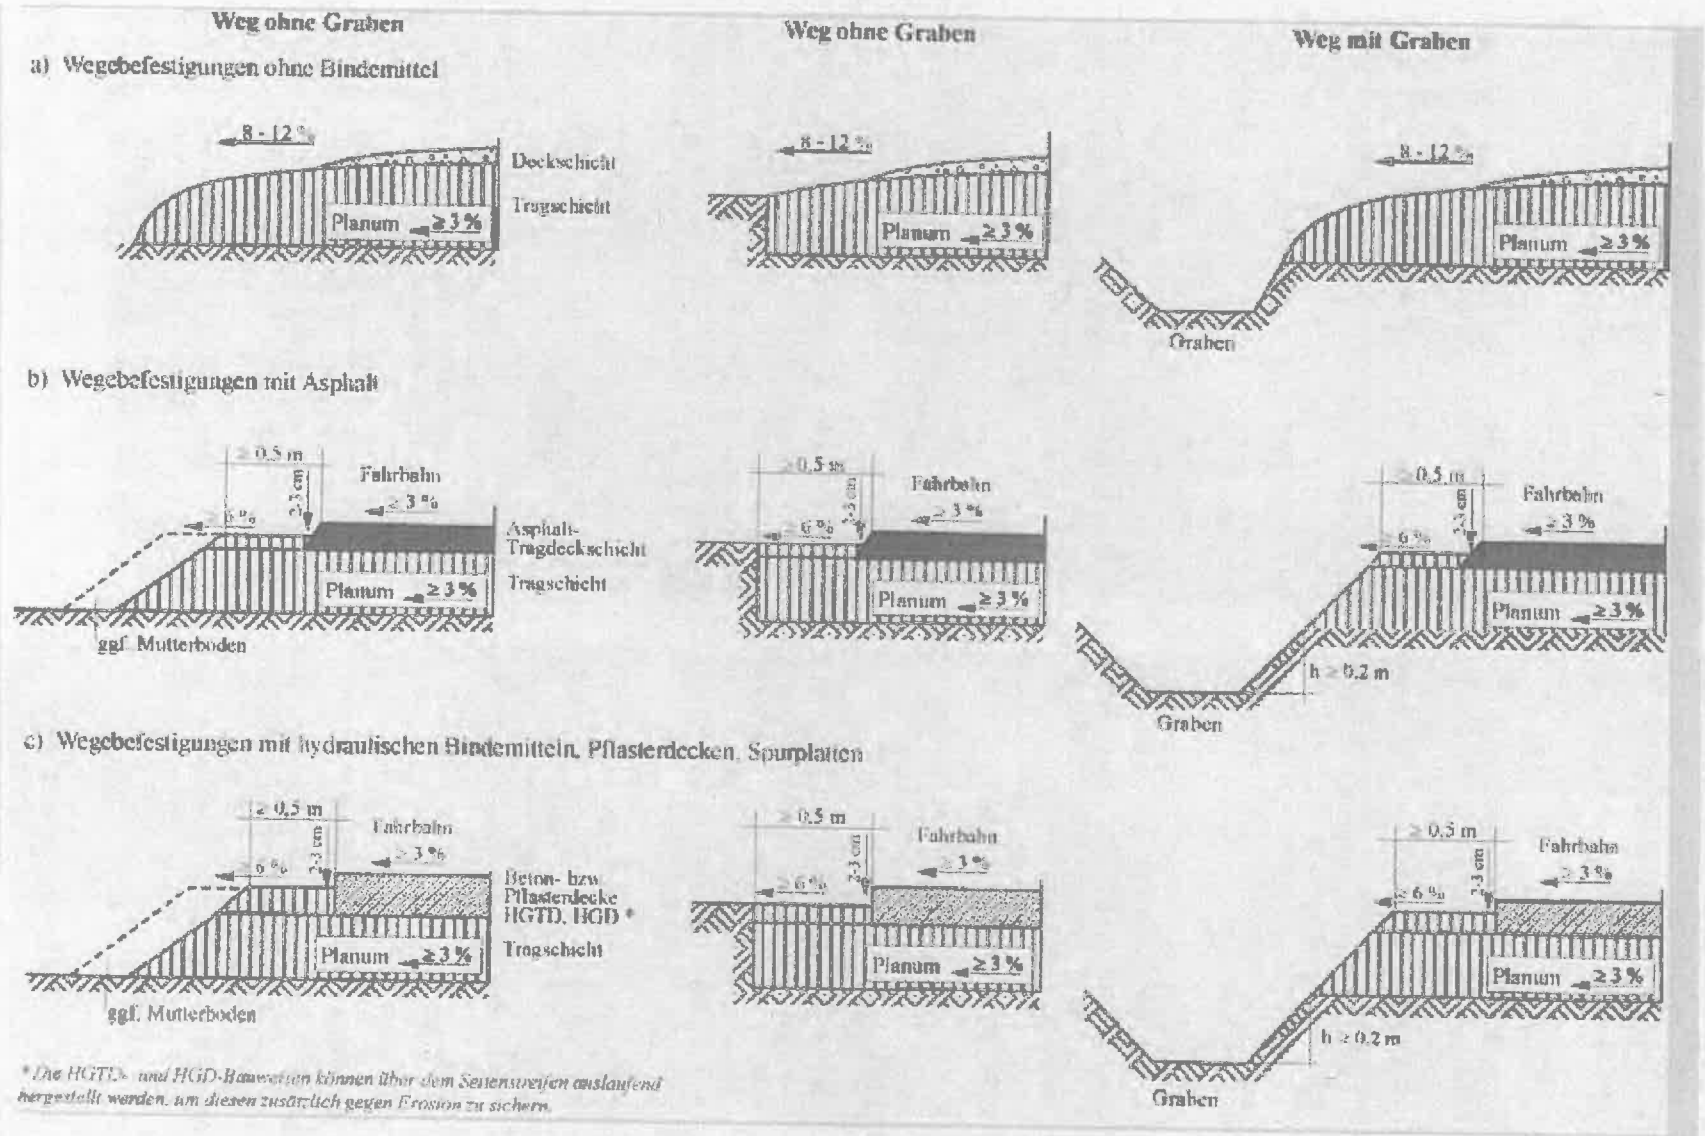 Weg ohne Graben
Weg ohne Graben
Weg mit Graben
a) Wegebefestigungen ohne Bindemittel
8 - 12 %
Deckschicht
Tragschicht
Planum ≥ 3 %
8 - 12 %
Planum ≥ 3 %
8 - 12 %
Planum ≥ 3 %
Graben
b) Wegebefestigungen mit Asphalt
≥ 0,5 m
2-3 cm
Fahrbahn
≥ 3 %
≥ 6 %
Asphalt-
Tragdeckschicht
Tragschicht
Planum ≥ 3 %
ggf. Mutterboden
≥ 0,5 m
2-3 cm
Fahrbahn
≥ 3 %
≥ 6 %
Planum ≥ 3 %
≥ 0,5 m
2-3 cm
Fahrbahn
≥ 3 %
≥ 6 %
Planum ≥ 3 %
h ≥ 0,2 m
Graben
c) Wegebefestigungen mit hydraulischen Bindemitteln, Pflasterdecken, Spurplatten
≥ 0,5 m
2-3 cm
Fahrbahn
≥ 3 %
≥ 6 %
Beton- bzw
Pflasterdecke
HGTD, HGD *
Tragschicht
Planum ≥ 3 %
ggf. Mutterboden
≥ 0,5 m
2-3 cm
Fahrbahn
≥ 3 %
≥ 6 %
Planum ≥ 3 %
≥ 0,5 m
2-3 cm
Fahrbahn
≥ 3 %
≥ 6 %
Planum ≥ 3 %
h ≥ 0,2 m
Graben
* Die HGTD- und HGD-Bauweisen können über dem Seitenstreifen auslaufend
hergestellt werden, um diesen zusätzlich gegen Erosion zu sichern.